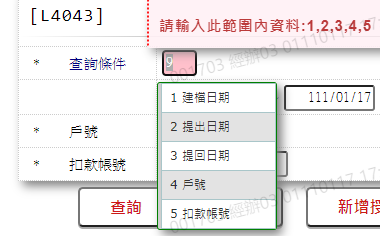 [L4043]
請輸入此範圍內資料:1,2,3,4,5
* 查詢條件 9
111/01/17
* 戶號
* 扣款帳號
1 建檔日期
2 提出日期
3 提回日期
4 戶號
5 扣款帳號
查詢
新增授